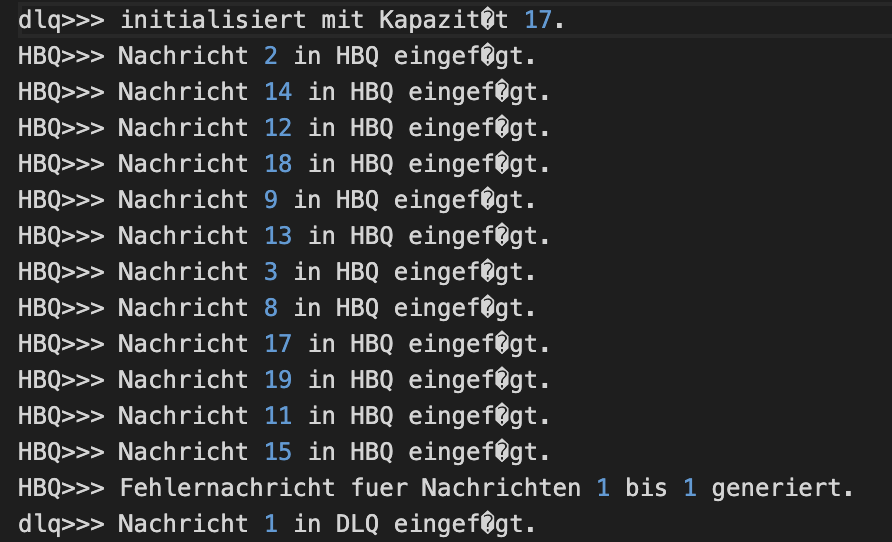 dlq>>> initialisiert mit Kapazit�t 17.
HBQ>>> Nachricht 2 in HBQ eingef�gt.
HBQ>>> Nachricht 14 in HBQ eingef�gt.
HBQ>>> Nachricht 12 in HBQ eingef�gt.
HBQ>>> Nachricht 18 in HBQ eingef�gt.
HBQ>>> Nachricht 9 in HBQ eingef�gt.
HBQ>>> Nachricht 13 in HBQ eingef�gt.
HBQ>>> Nachricht 3 in HBQ eingef�gt.
HBQ>>> Nachricht 8 in HBQ eingef�gt.
HBQ>>> Nachricht 17 in HBQ eingef�gt.
HBQ>>> Nachricht 19 in HBQ eingef�gt.
HBQ>>> Nachricht 11 in HBQ eingef�gt.
HBQ>>> Nachricht 15 in HBQ eingef�gt.
HBQ>>> Fehlernachricht fuer Nachrichten 1 bis 1 generiert.
dlq>>> Nachricht 1 in DLQ eingef�gt.